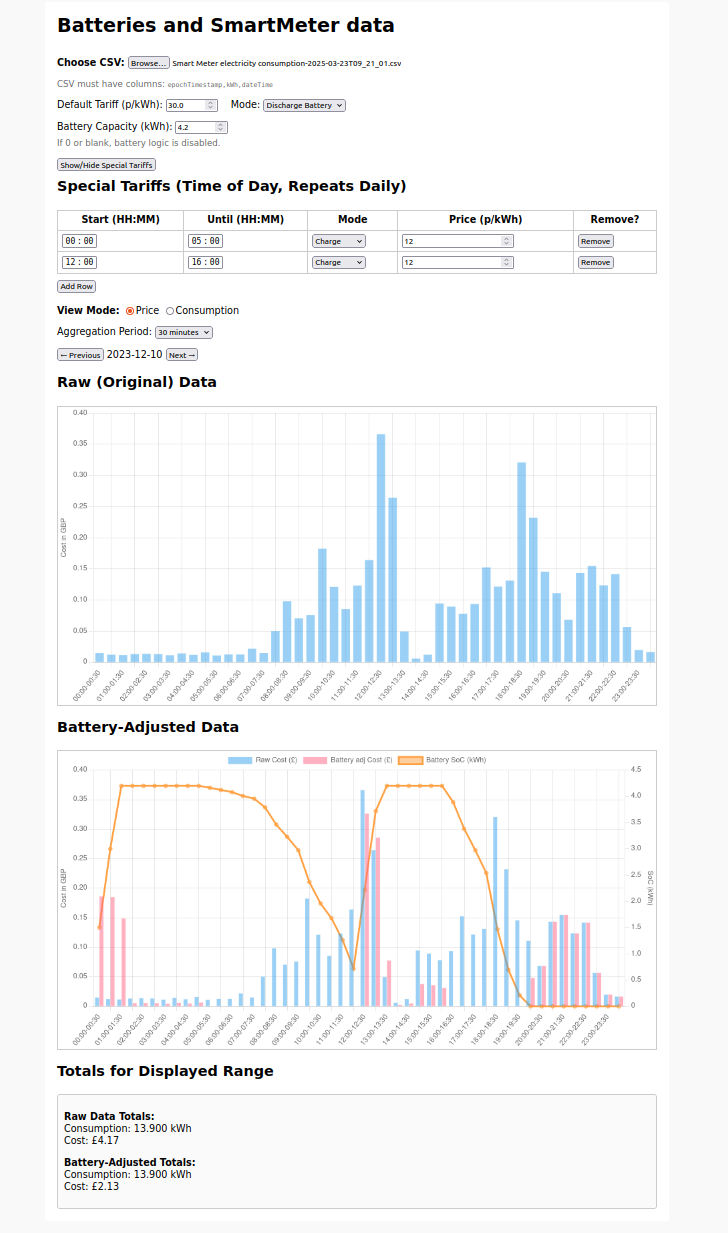 Batteries and SmartMeter data
Choose CSV: Browse... Smart Meter electricity consumption-2025-03-23T09_21_01.csv
CSV must have columns: epochTimestamp,kWh,dateTime
Default Tariff (p/kWh): 30.0 Mode: Discharge Battery
Battery Capacity (kWh): 4.2
If 0 or blank, battery logic is disabled.
Show/Hide Special Tariffs
Special Tariffs (Time of Day, Repeats Daily)
Start (HH:MM) Until (HH:MM) Mode Price (p/kWh) Remove?
00:00 05:00 Charge 12 Remove
12:00 16:00 Charge 12 Remove
Add Row
View Mode: Price Consumption
Aggregation Period: 30 minutes
← Previous 2023-12-10 Next →
Raw (Original) Data
0.40
0.35
0.30
0.25
0.20
0.15
0.10
0.05
0
Cost in GBP
00:00-00:30 01:00-01:30 02:00-02:30 03:00-03:30 04:00-04:30 05:00-05:30 06:00-06:30 07:00-07:30 08:00-08:30 09:00-09:30 10:00-10:30 11:00-11:30 12:00-12:30 13:00-13:30 14:00-14:30 15:00-15:30 16:00-16:30 17:00-17:30 18:00-18:30 19:00-19:30 20:00-20:30 21:00-21:30 22:00-22:30 23:00-23:30
Battery-Adjusted Data
Raw Cost (£) Battery adj Cost (£) Battery SoC (kWh)
0.40 4.5
0.35 4.0
0.30 3.5
3.0
0.25 2.5
0.20 2.0
0.15 1.5
0.10 1.0
0.05 0.5
0 0
Cost in GBP
SoC (kWh)
00:00-00:30 01:00-01:30 02:00-02:30 03:00-03:30 04:00-04:30 05:00-05:30 06:00-06:30 07:00-07:30 08:00-08:30 09:00-09:30 10:00-10:30 11:00-11:30 12:00-12:30 13:00-13:30 14:00-14:30 15:00-15:30 16:00-16:30 17:00-17:30 18:00-18:30 19:00-19:30 20:00-20:30 21:00-21:30 22:00-22:30 23:00-23:30
Totals for Displayed Range
Raw Data Totals:
Consumption: 13.900 kWh
Cost: £4.17
Battery-Adjusted Totals:
Consumption: 13.900 kWh
Cost: £2.13